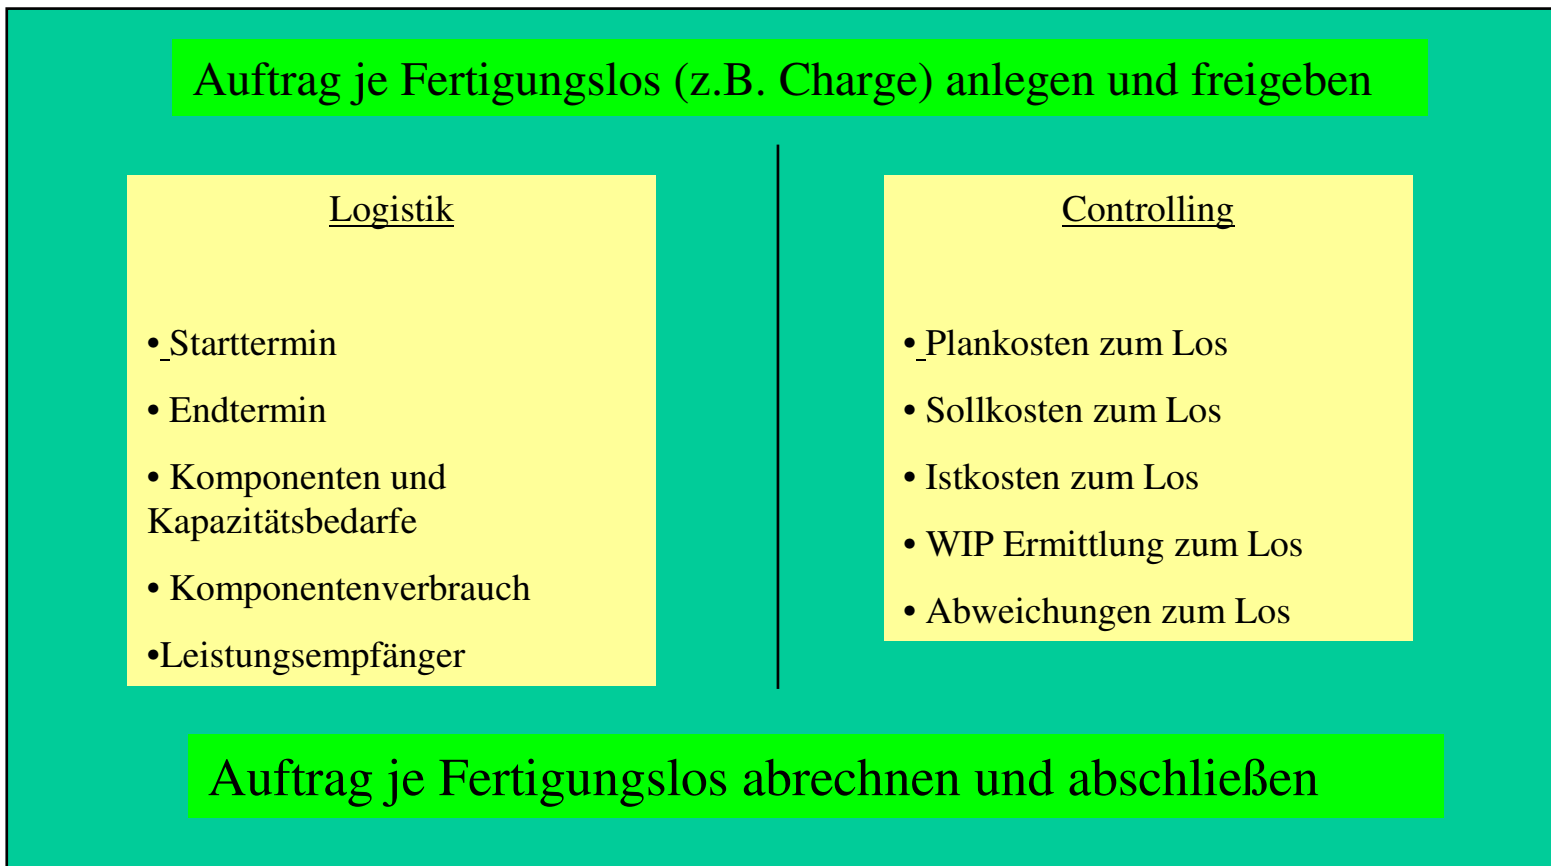 Auftrag je Fertigungslos (z.B. Charge) anlegen und freigeben
Logistik
• Starttermin
• Endtermin
• Komponenten und
Kapazitätsbedarfe
• Komponentenverbrauch
•Leistungsempfänger
Controlling
• Plankosten zum Los
• Sollkosten zum Los
• Istkosten zum Los
• WIP Ermittlung zum Los
• Abweichungen zum Los
Auftrag je Fertigungslos abrechnen und abschließen